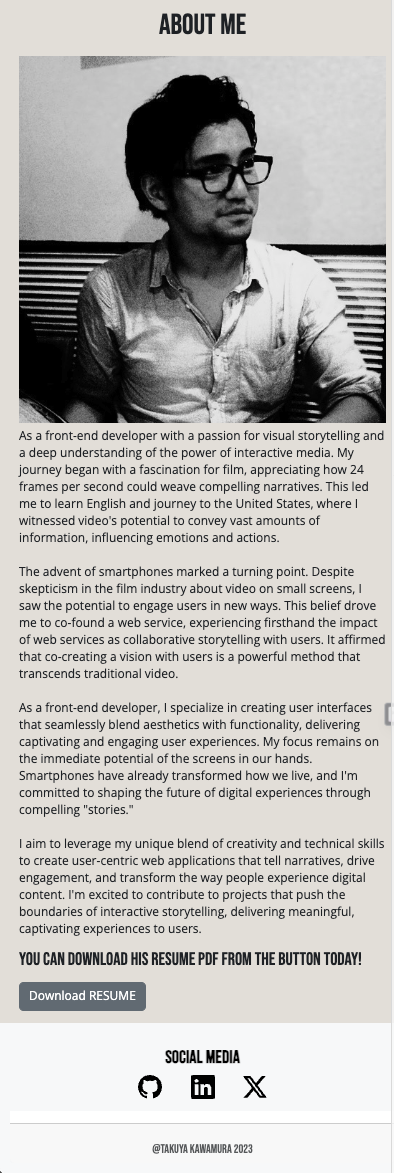 ABOUT ME
As a front-end developer with a passion for visual storytelling and
a deep understanding of the power of interactive media. My
journey began with a fascination for film, appreciating how 24
frames per second could weave compelling narratives. This led
me to learn English and journey to the United States, where I
witnessed video's potential to convey vast amounts of
information, influencing emotions and actions.
The advent of smartphones marked a turning point. Despite
skepticism in the film industry about video on small screens, I
saw the potential to engage users in new ways. This belief drove
me to co-found a web service, experiencing firsthand the impact
of web services as collaborative storytelling with users. It affirmed
that co-creating a vision with users is a powerful method that
transcends traditional video.
As a front-end developer, I specialize in creating user interfaces
that seamlessly blend aesthetics with functionality, delivering
captivating and engaging user experiences. My focus remains on
the immediate potential of the screens in our hands.
Smartphones have already transformed how we live, and I'm
committed to shaping the future of digital experiences through
compelling "stories."
I aim to leverage my unique blend of creativity and technical skills
to create user-centric web applications that tell narratives, drive
engagement, and transform the way people experience digital
content. I'm excited to contribute to projects that push the
boundaries of interactive storytelling, delivering meaningful,
captivating experiences to users.
YOU CAN DOWNLOAD HIS RESUME PDF FROM THE BUTTON TODAY!
Download RESUME
SOCIAL MEDIA
in X
@TAKUYA KAWAMURA 2023